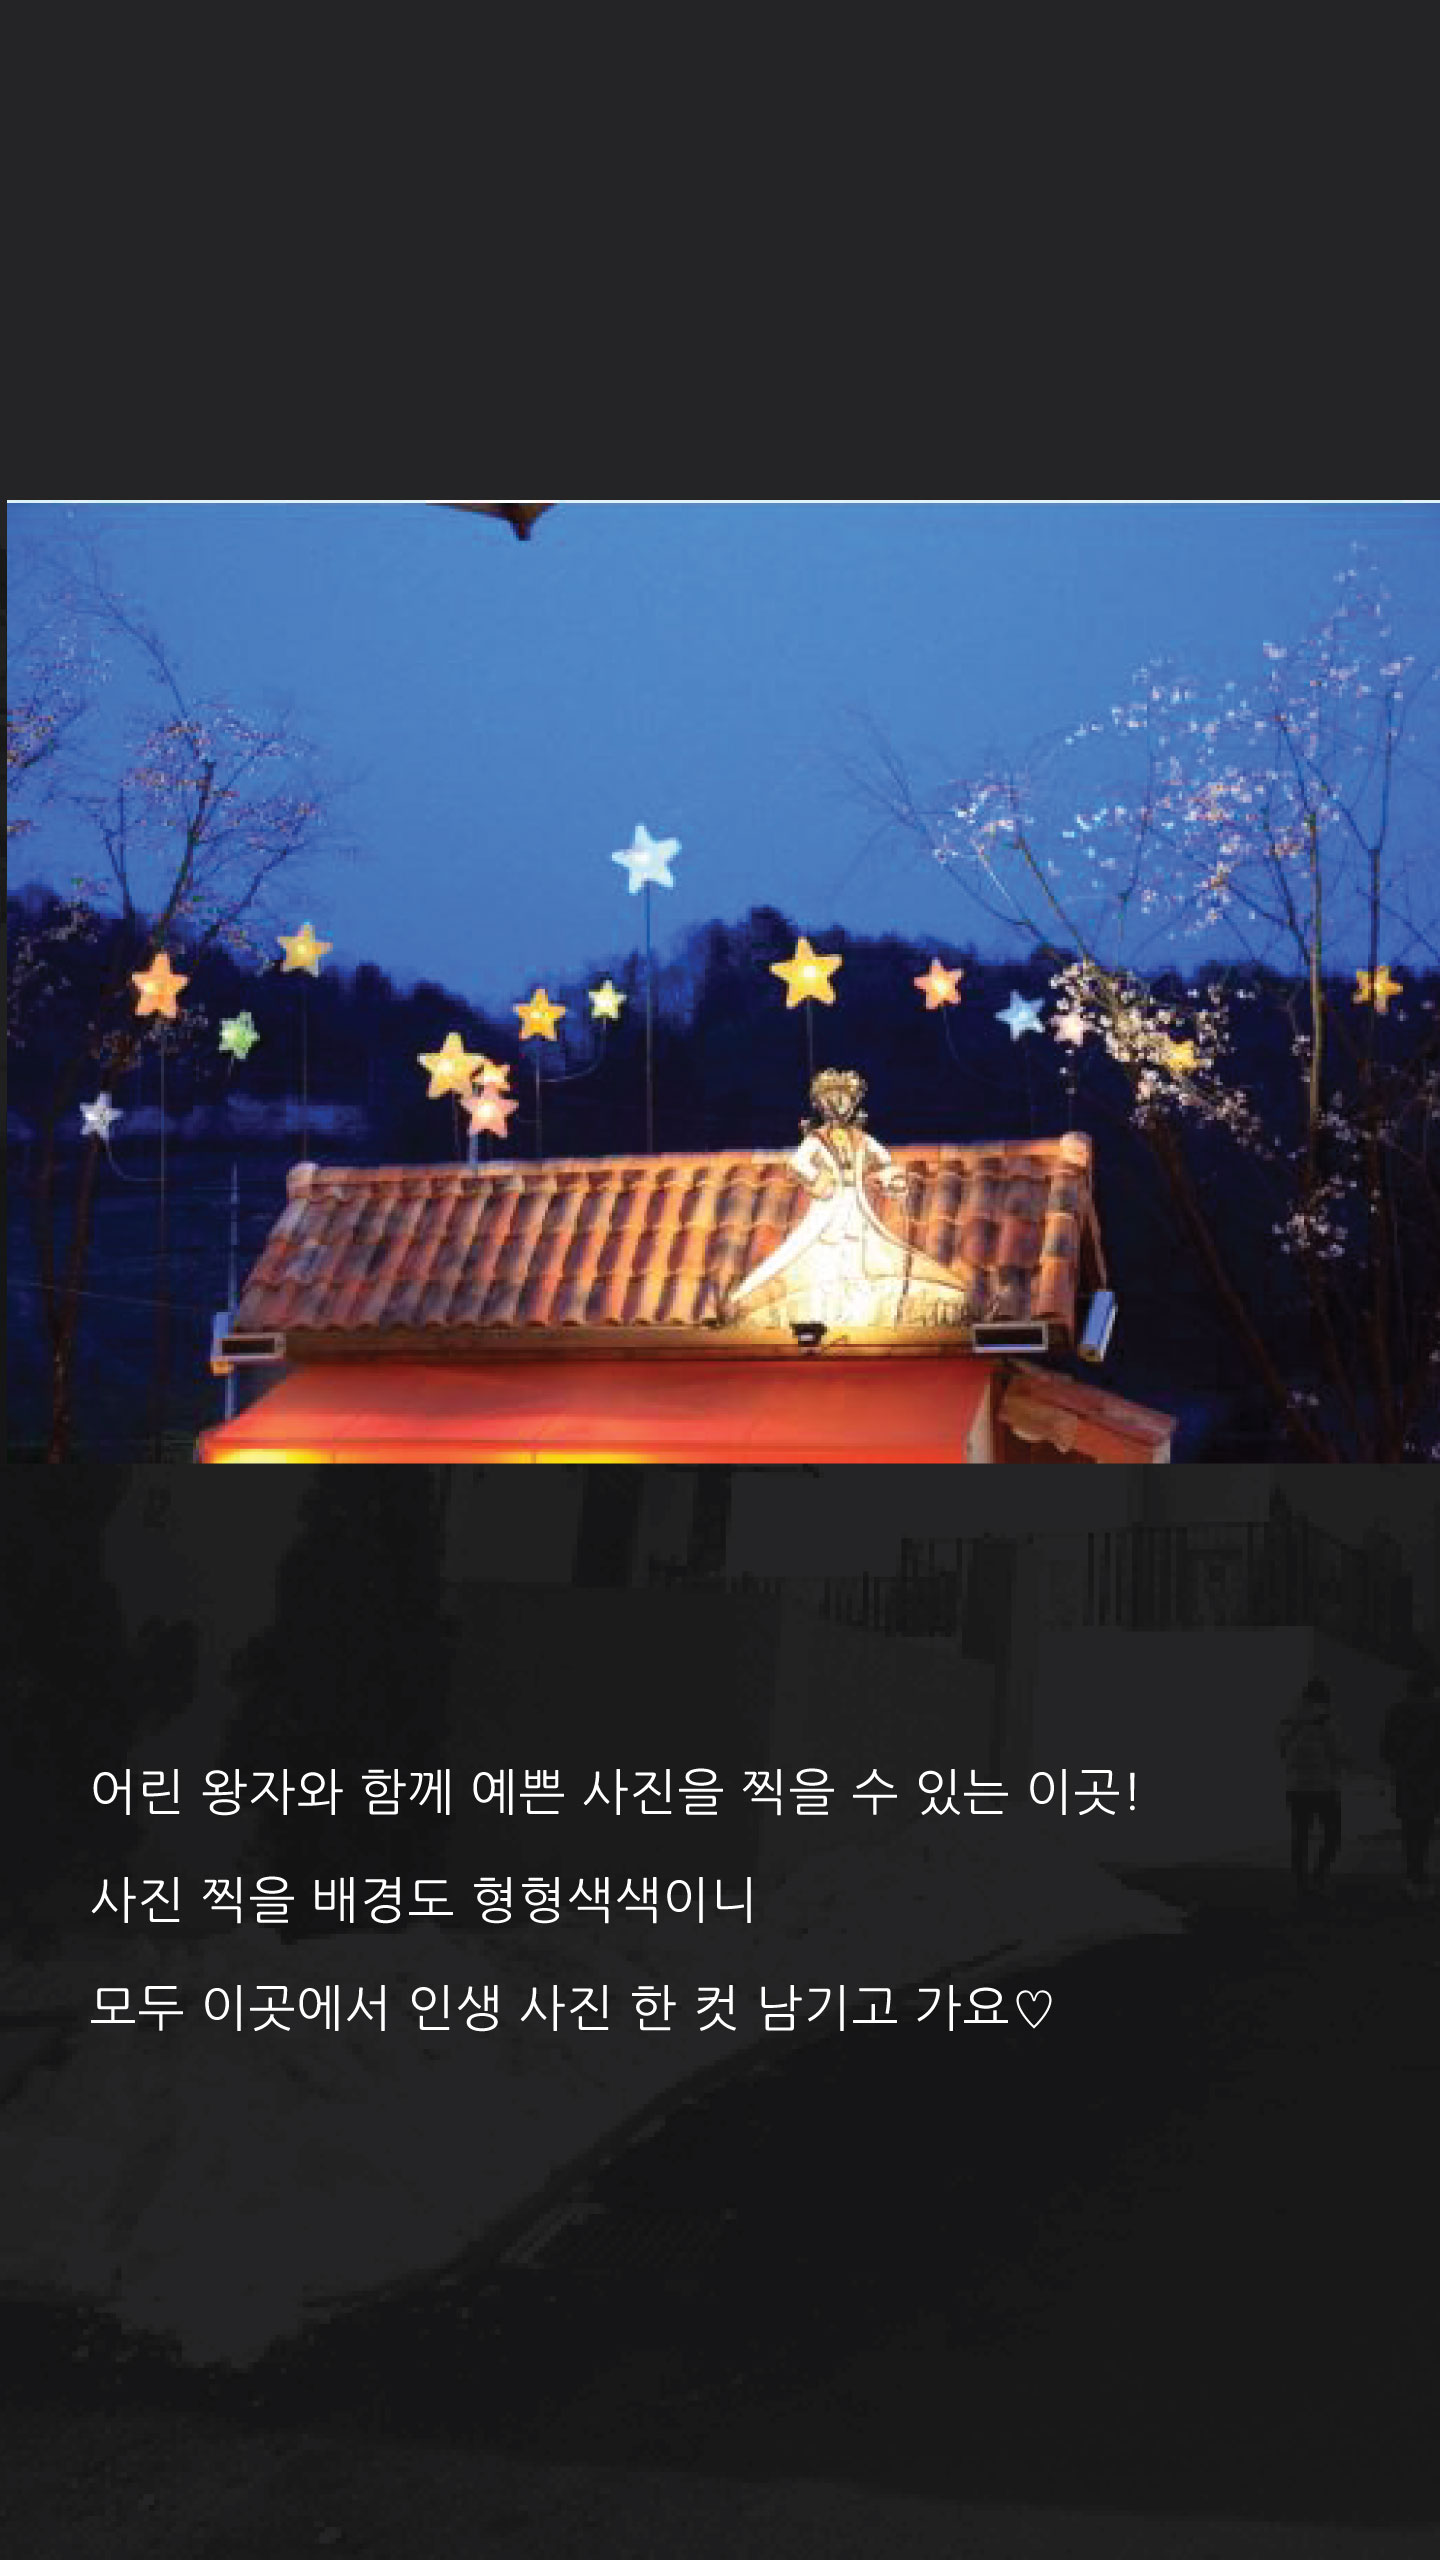 어린 왕자와 함께 예쁜 사진을 찍을 수 있는 이곳!
사진 찍을 배경도 형형색색이니
모두 이곳에서 인생 사진 한 컷 남기고 가요♡